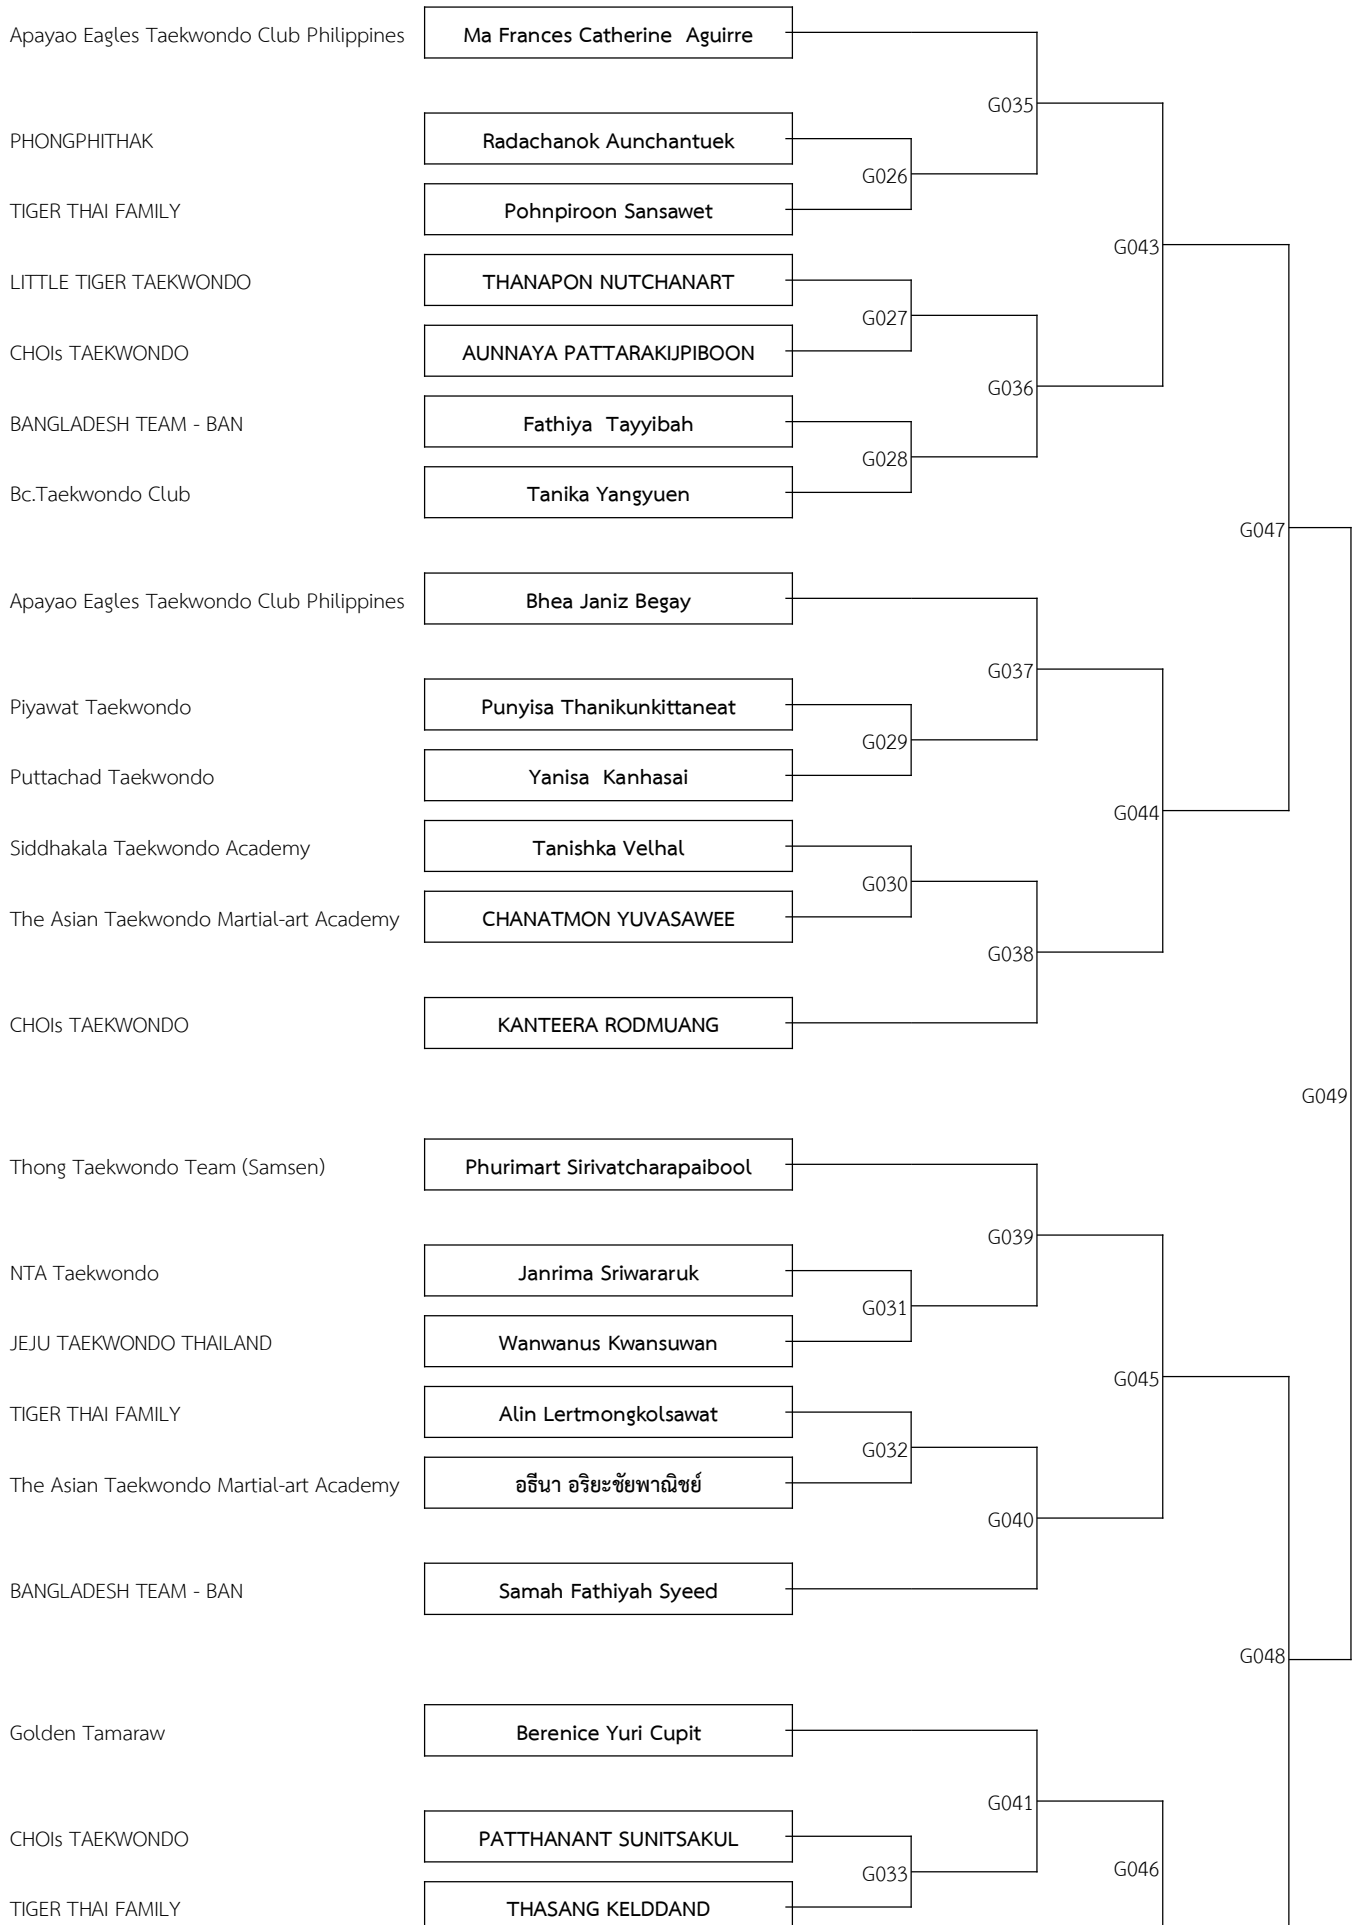 Apayao Eagles Taekwondo Club Philippines Ma Frances Catherine  Aguirre
G035
PHONGPHITHAK Radachanok Aunchantuek
G026
TIGER THAI FAMILY Pohnpiroon Sansawet
G043
LITTLE TIGER TAEKWONDO THANAPON NUTCHANART
G027
CHOIs TAEKWONDO AUNNAYA PATTARAKIJPIBOON
G036
BANGLADESH TEAM - BAN Fathiya  Tayyibah
G028
Bc.Taekwondo Club Tanika Yangyuen
G047
Apayao Eagles Taekwondo Club Philippines Bhea Janiz Begay
G037
Piyawat Taekwondo Punyisa Thanikunkittaneat
G029
Puttachad Taekwondo Yanisa  Kanhasai
G044
Siddhakala Taekwondo Academy Tanishka Velhal
G030
The Asian Taekwondo Martial-art Academy CHANATMON YUVASAWEE
G038
CHOIs TAEKWONDO KANTEERA RODMUANG
G049
Thong Taekwondo Team (Samsen) Phurimart Sirivatcharapaibool
G039
NTA Taekwondo Janrima Sriwararuk
G031
JEJU TAEKWONDO THAILAND Wanwanus Kwansuwan
G045
TIGER THAI FAMILY Alin Lertmongkolsawat
G032
The Asian Taekwondo Martial-art Academy อธีนา อริยะชัยพาณิชย์
G040
BANGLADESH TEAM - BAN Samah Fathiyah Syeed
G048
Golden Tamaraw Berenice Yuri Cupit
G041
CHOIs TAEKWONDO PATTHANANT SUNITSAKUL
G033 G046
TIGER THAI FAMILY THASANG KELDDAND